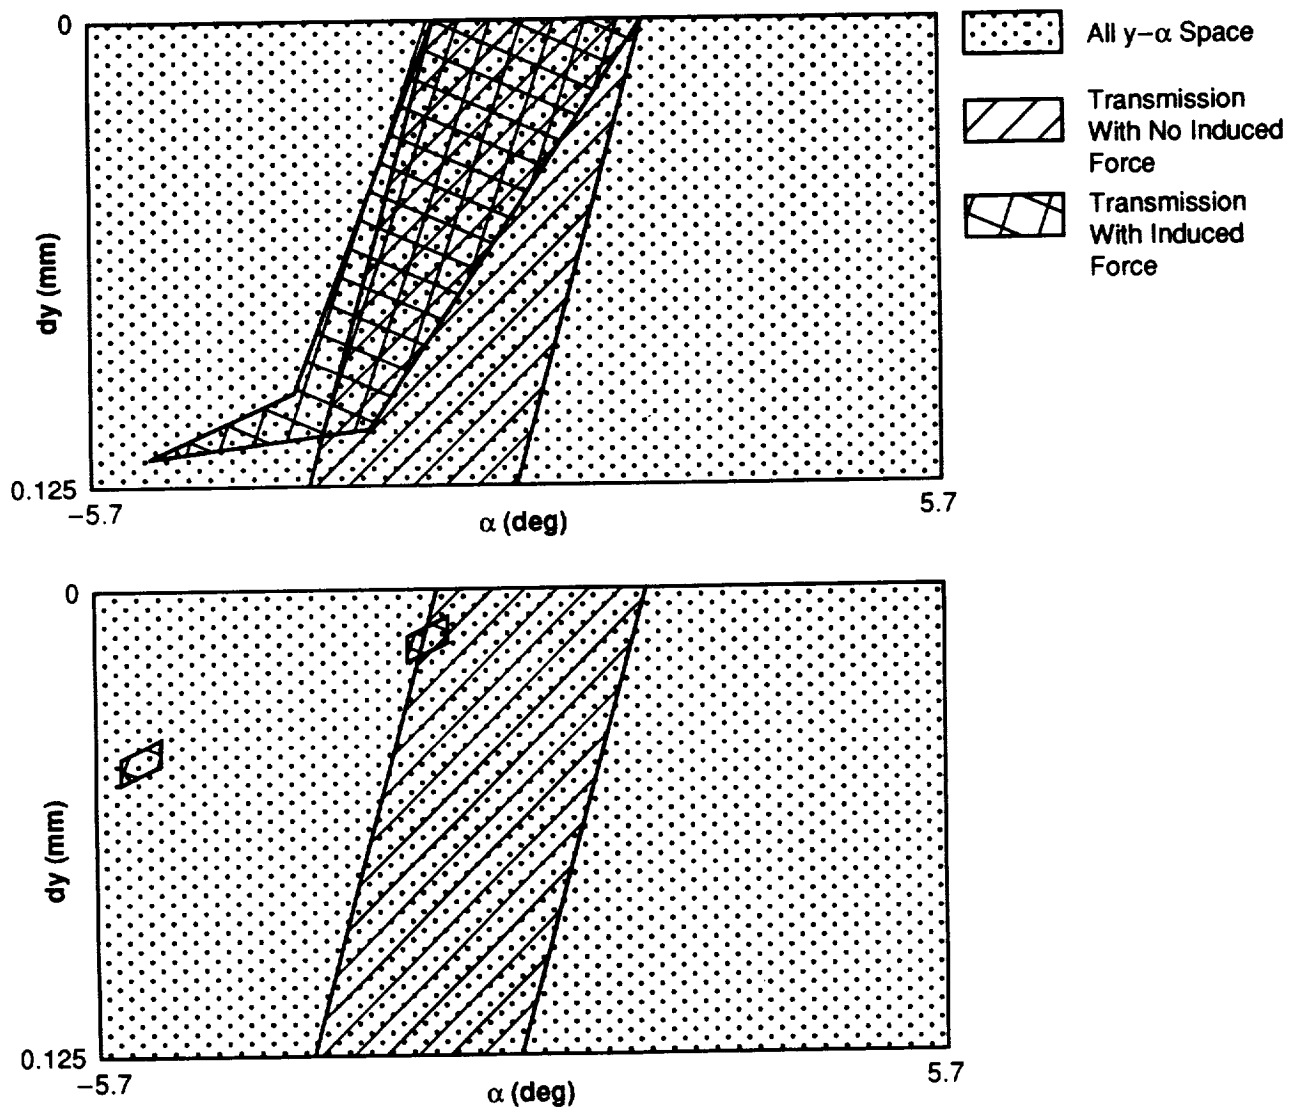 0
All y–α Space
Transmission
With No Induced
Force
Transmission
With Induced
Force
dy (mm)
0.125
–5.7
α (deg)
5.7
0
dy (mm)
0.125
–5.7
α (deg)
5.7